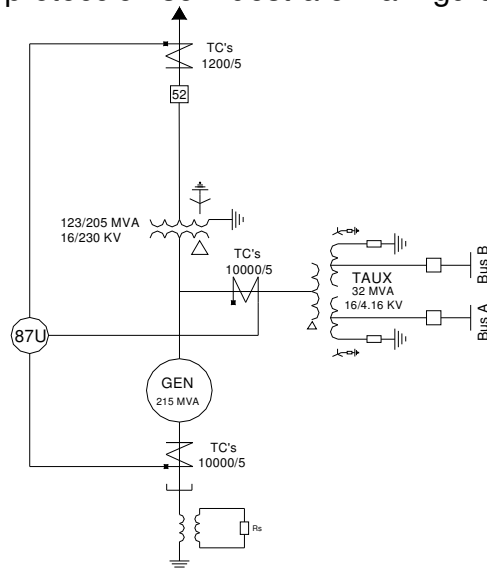 TC's
1200/5
52
123/205 MVA
16/230 KV
TC's
10000/5
TAUX
32 MVA
16/4.16 KV
Bus B
Bus A
87U
GEN
215 MVA
TC's
10000/5
Rs